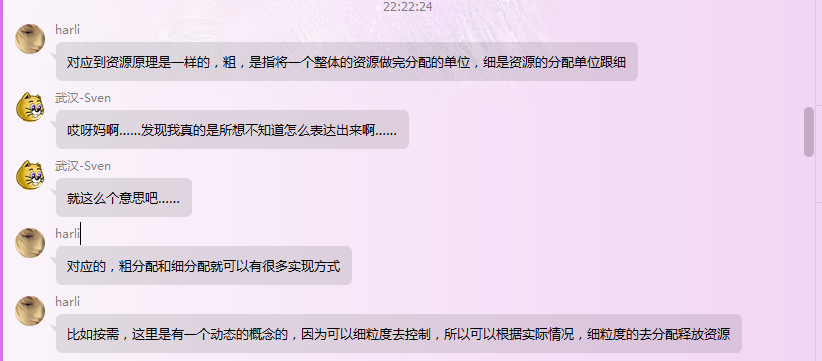 22:22:24
harli
对应到资源原理是一样的，粗，是指将一个整体的资源做完分配的单位，细是资源的分配单位跟细
武汉-Sven
哎呀妈啊......发现我真的是所想不知道怎么表达出来啊......
武汉-Sven
就这么个意思吧......
harli
对应的，粗分配和细分配就可以有很多实现方式
harli
比如按需，这里是有一个动态的概念的，因为可以细粒度去控制，所以可以根据实际情况，细粒度的去分配释放资源